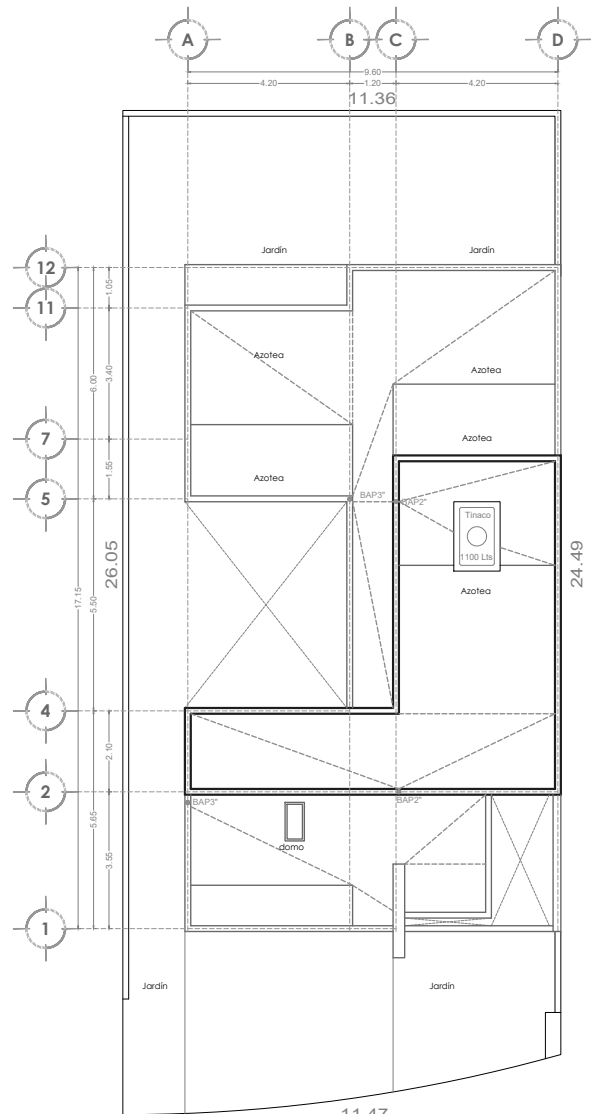 A B C D
9.60
4.20 1.20 4.20
11.36
Jardín Jardín
12
1.05
11
Azotea
Azotea
6.00
3.40
7
Azotea
Azotea
1.55
5
BAP3" BAP2"
Tinaco
1100 Lts
Azotea
26.05
24.49
17.15
5.50
4
2.10
2
BAP3" BAP2"
5.65
domo
3.55
1
Jardín Jardín
11.47